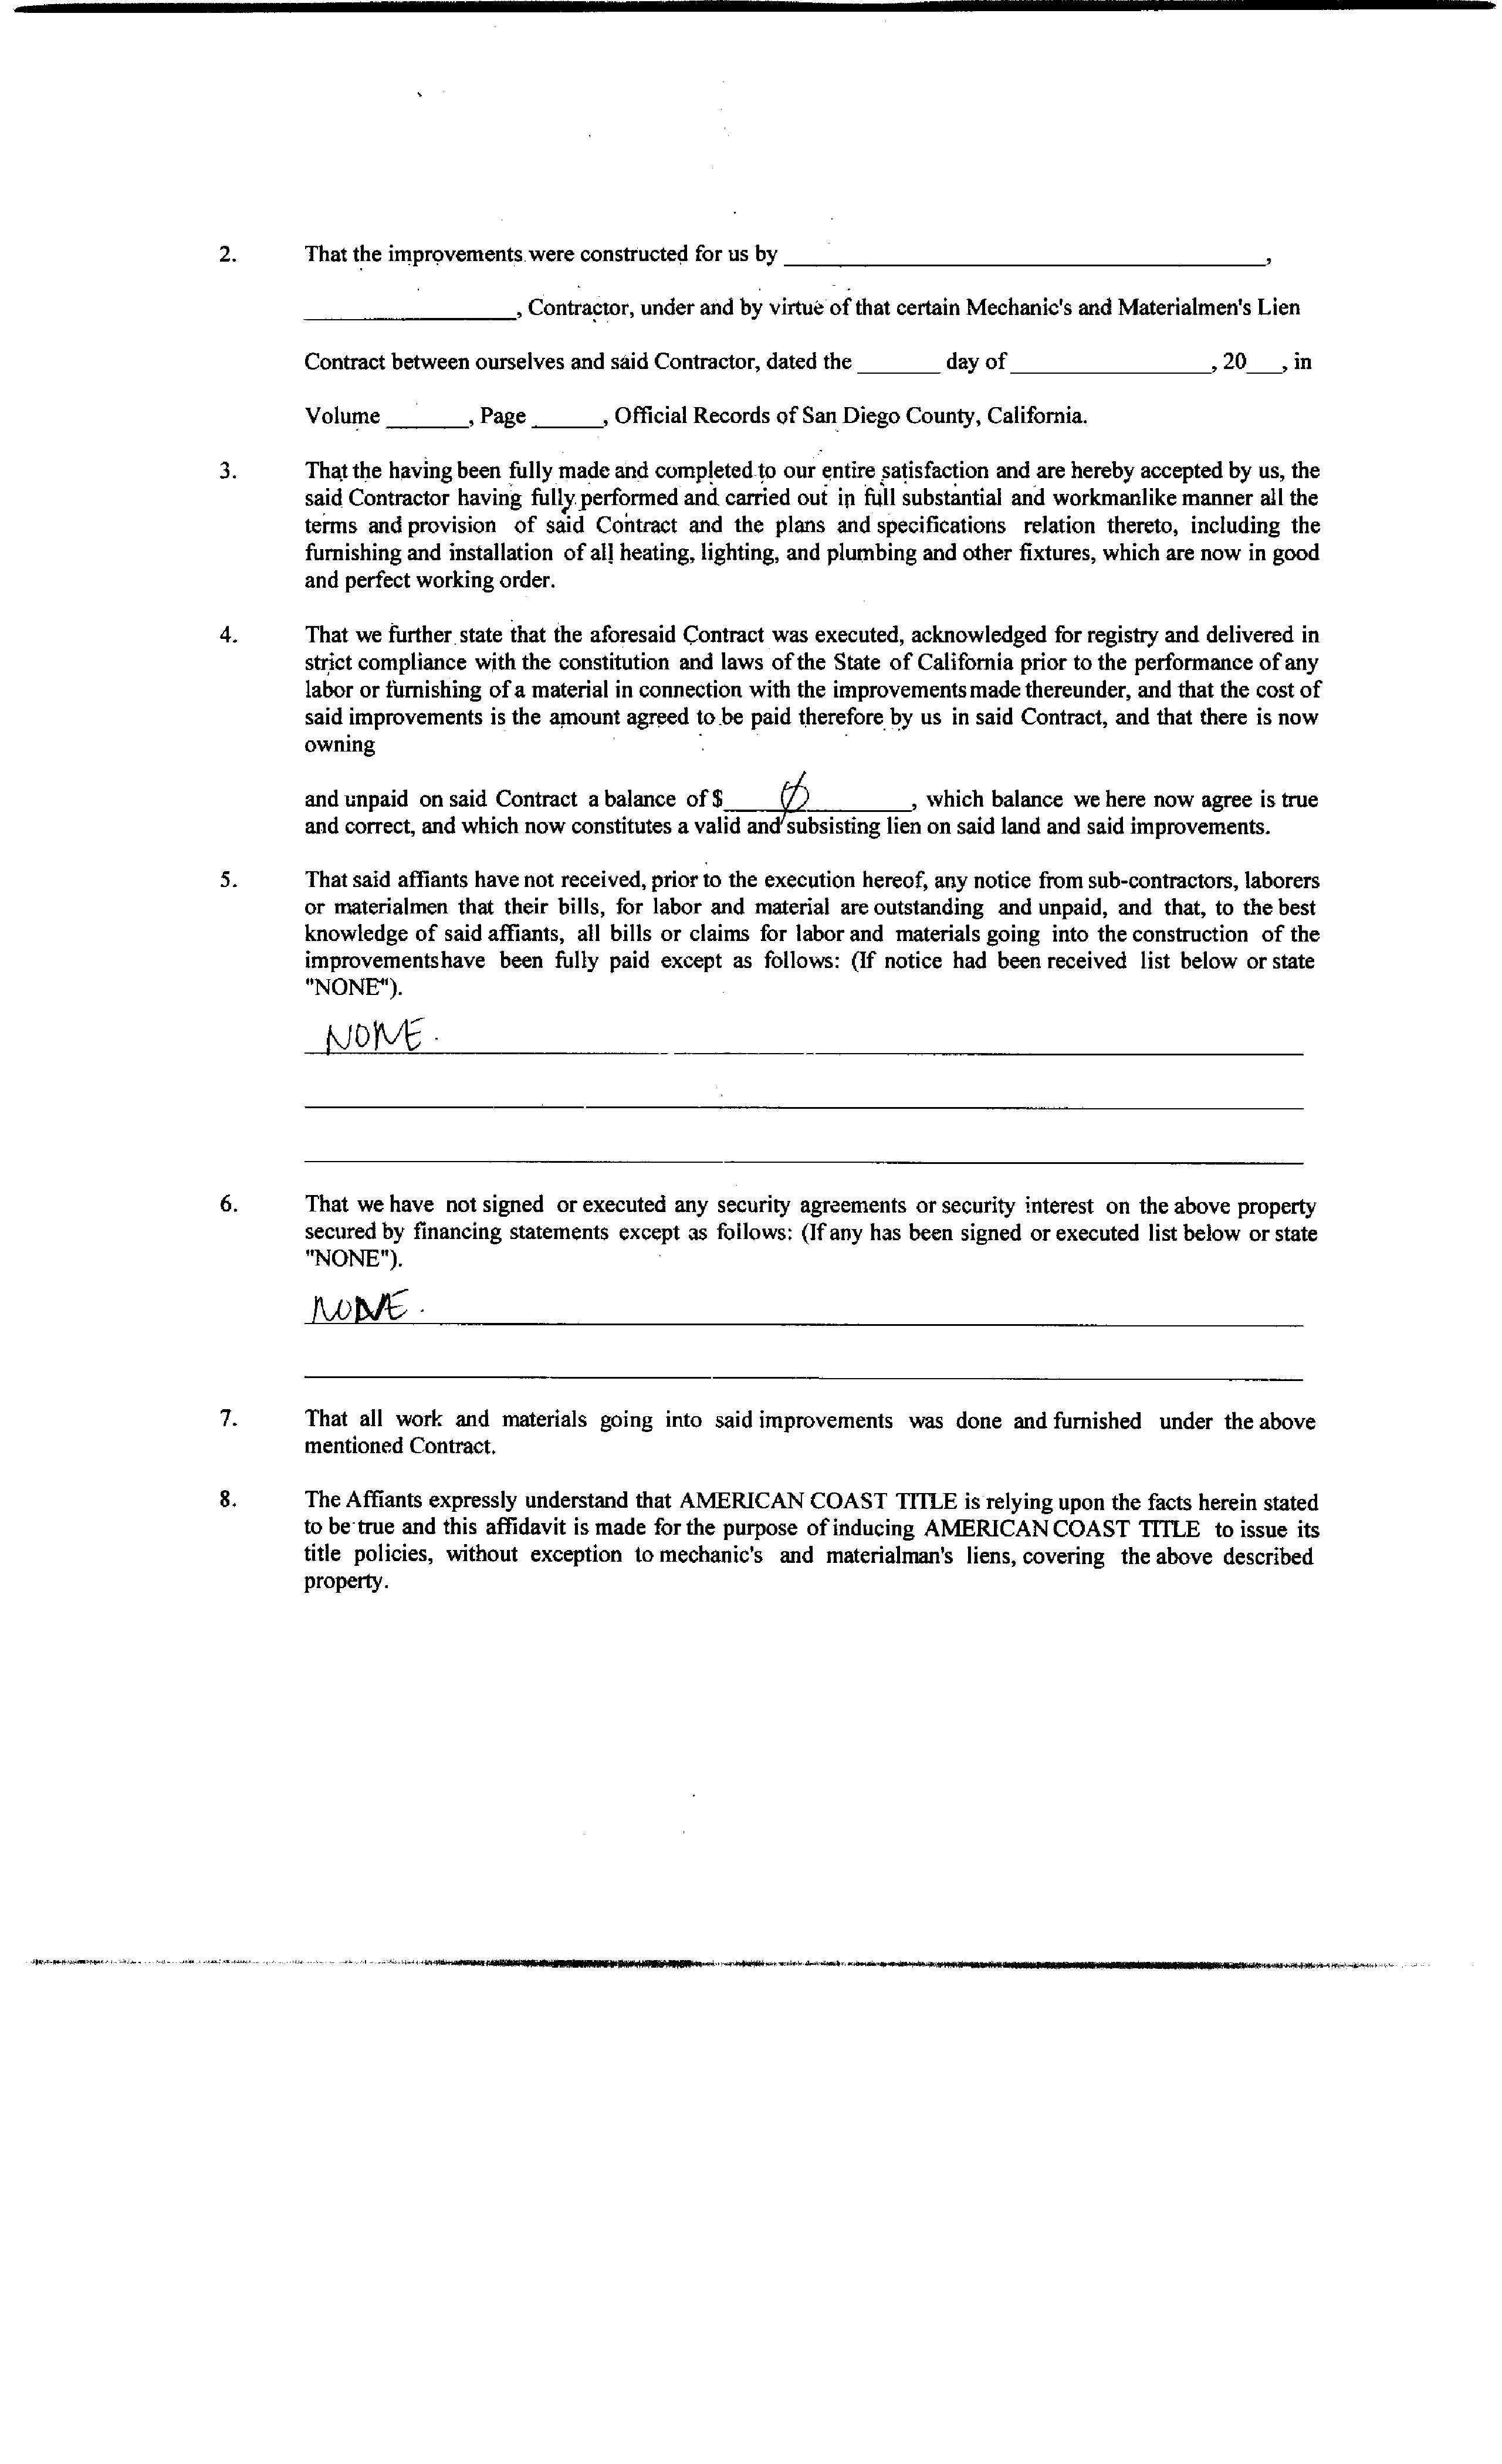 2. That the improvements were constructed for us by ________________,
________________, Contractor, under and by virtue of that certain Mechanic's and Materialmen's Lien
Contract between ourselves and said Contractor, dated the _______ day of ________________, 20___, in
Volume _______, Page ______, Official Records of San Diego County, California.
3. That the having been fully made and completed to our entire satisfaction and are hereby accepted by us, the
said Contractor having fully performed and carried out in full substantial and workmanlike manner all the
terms and provision of said Contract and the plans and specifications relation thereto, including the
furnishing and installation of all heating, lighting, and plumbing and other fixtures, which are now in good
and perfect working order.
4. That we further state that the aforesaid Contract was executed, acknowledged for registry and delivered in
strict compliance with the constitution and laws of the State of California prior to the performance of any
labor or furnishing of a material in connection with the improvements made thereunder, and that the cost of
said improvements is the amount agreed to be paid therefore by us in said Contract, and that there is now
owning
and unpaid on said Contract a balance of $ ∅, which balance we here now agree is true
and correct, and which now constitutes a valid and subsisting lien on said land and said improvements.
5. That said affiants have not received, prior to the execution hereof, any notice from sub-contractors, laborers
or materialmen that their bills, for labor and material are outstanding and unpaid, and that, to the best
knowledge of said affiants, all bills or claims for labor and materials going into the construction of the
improvements have been fully paid except as follows: (If notice had been received list below or state
"NONE").
NONE.
6. That we have not signed or executed any security agreements or security interest on the above property
secured by financing statements except as follows: (If any has been signed or executed list below or state
"NONE").
NONE.
7. That all work and materials going into said improvements was done and furnished under the above
mentioned Contract.
8. The Affiants expressly understand that AMERICAN COAST TITLE is relying upon the facts herein stated
to be true and this affidavit is made for the purpose of inducing AMERICAN COAST TITLE to issue its
title policies, without exception to mechanic's and materialman's liens, covering the above described
property.